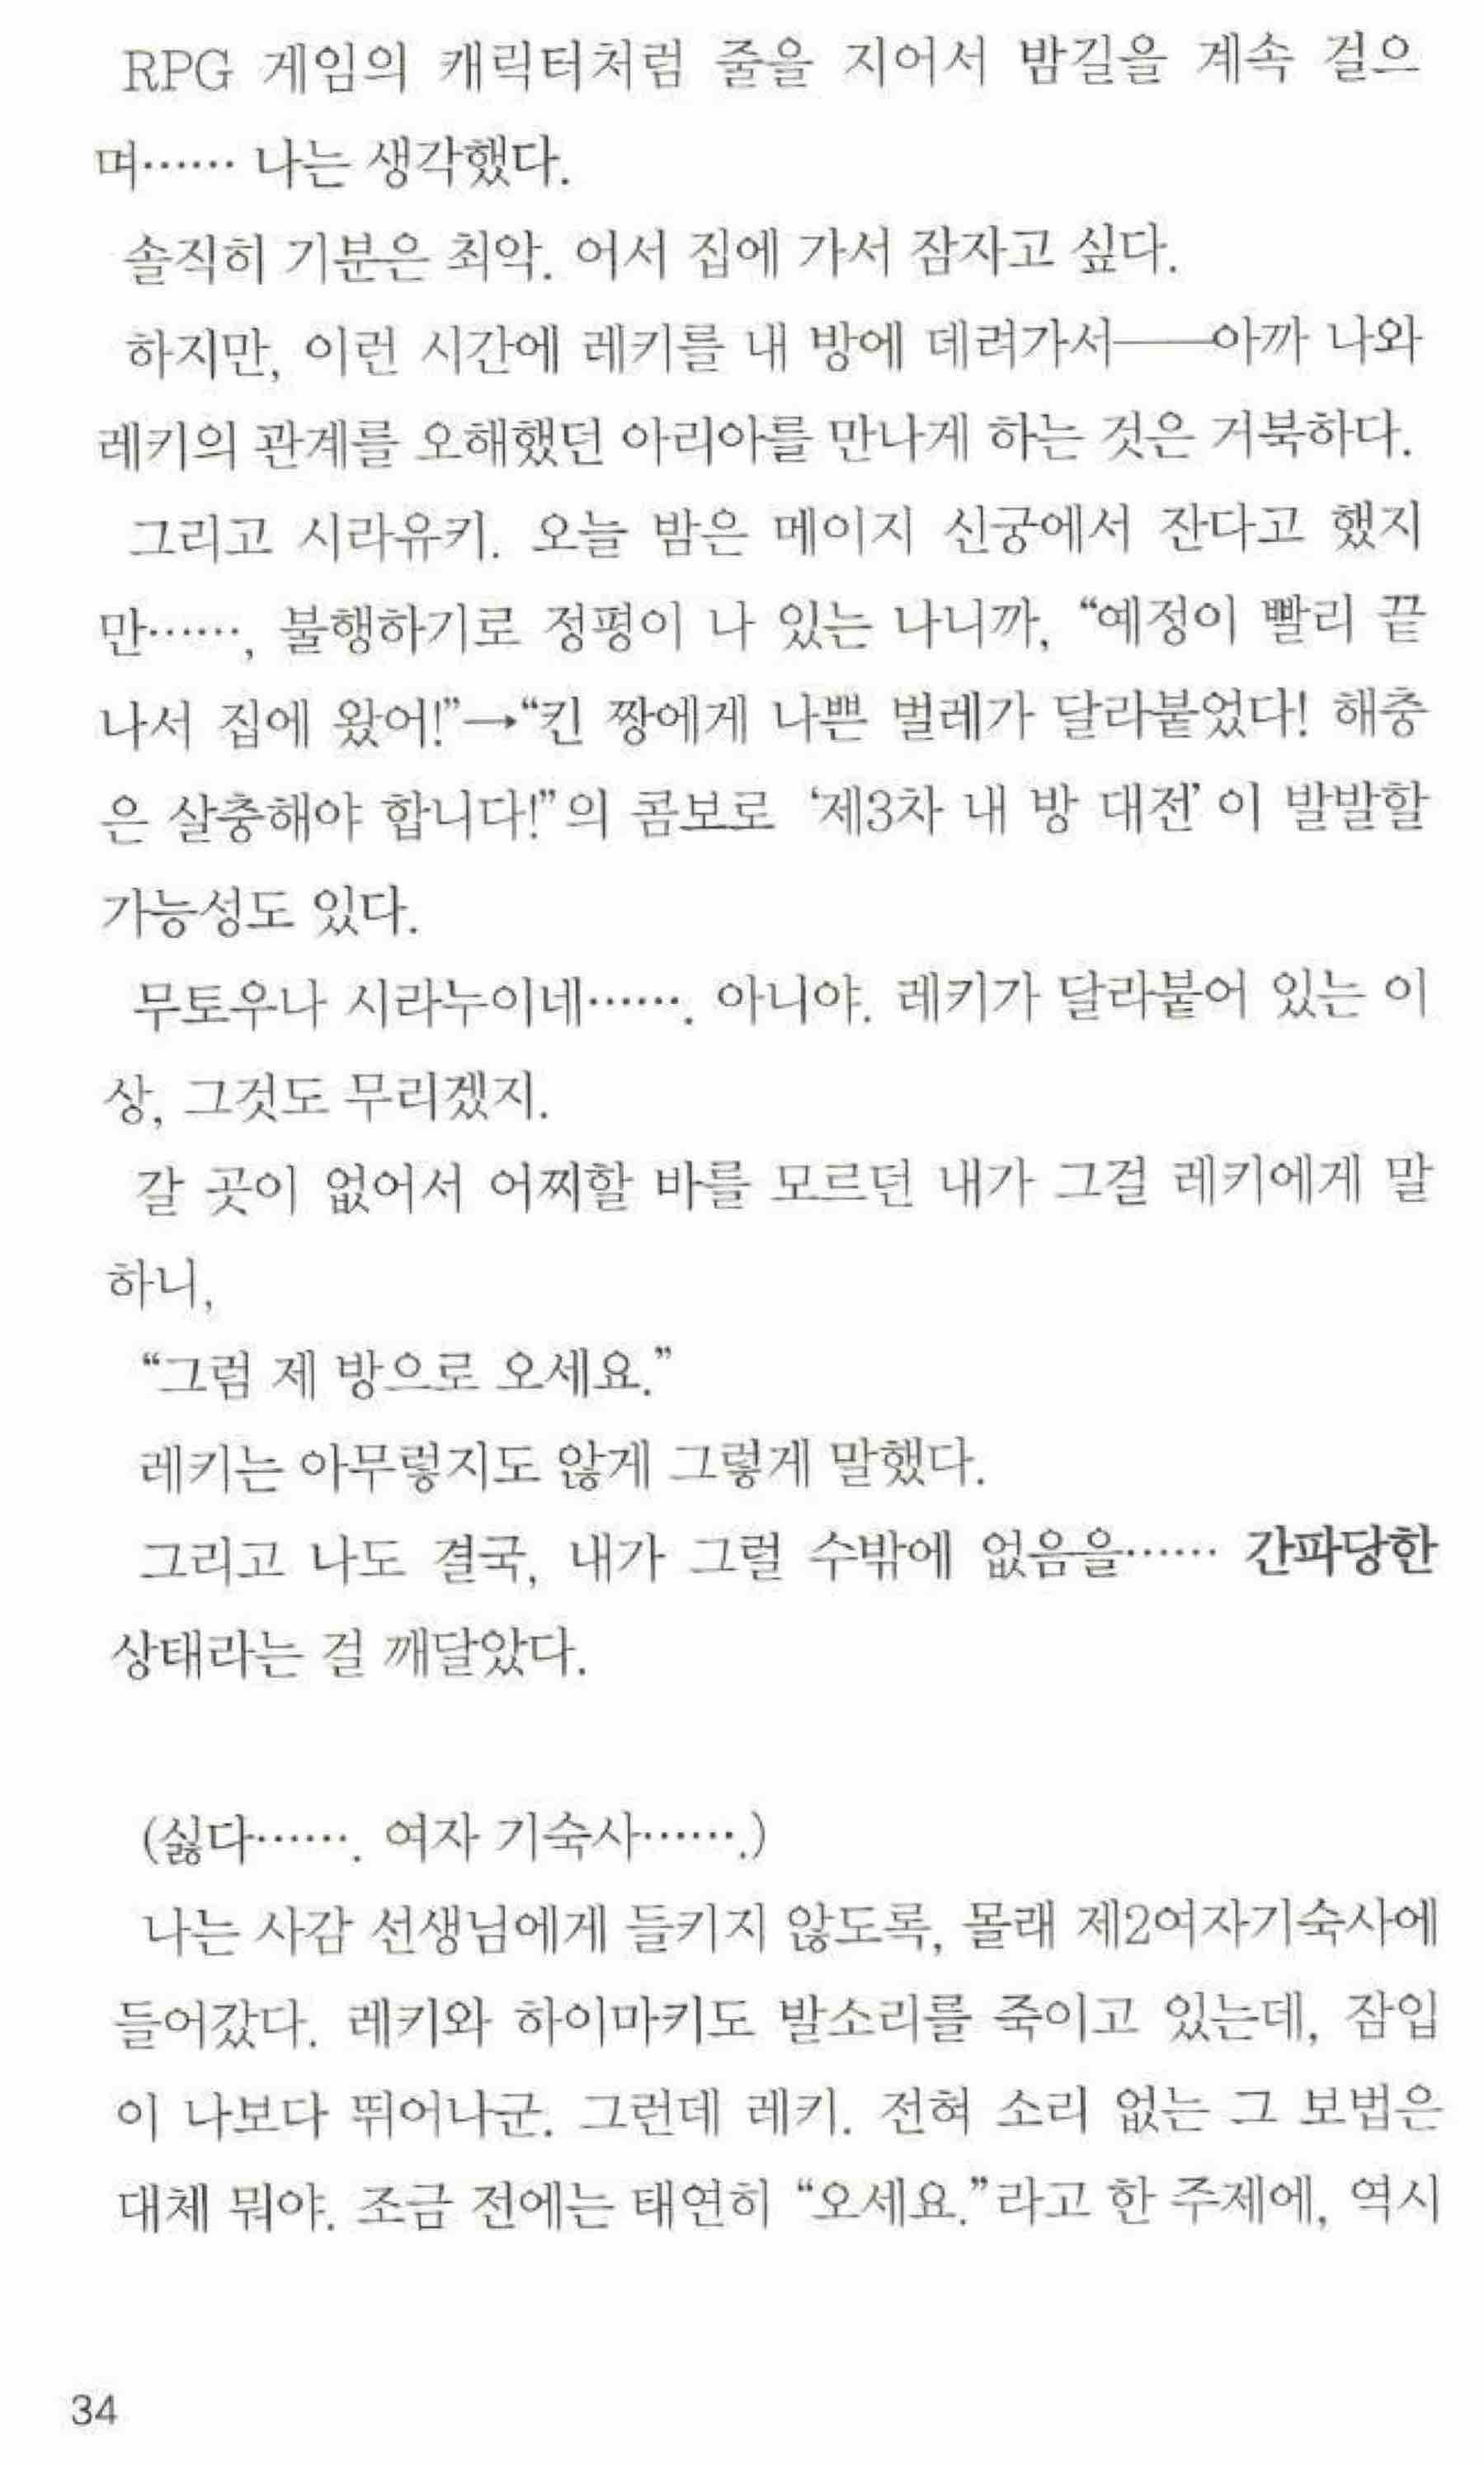 RPG 게임의 캐릭터처럼 줄을 지어서 밤길을 계속 걸으
며…… 나는 생각했다.
솔직히 기분은 최악. 어서 집에 가서 잠자고 싶다.
하지만, 이런 시간에 레키를 내 방에 데려가서──아까 나와
레키의 관계를 오해했던 아리아를 만나게 하는 것은 거북하다.
그리고 시라유키. 오늘 밤은 메이지 신궁에서 잔다고 했지
만……, 불행하기로 정평이 나 있는 나니까, “예정이 빨리 끝
나서 집에 왔어!”→“킨 짱에게 나쁜 벌레가 달라붙었다! 해충
은 살충해야 합니다!”의 콤보로 ‘제3차 내 방 대전’이 발발할
가능성도 있다.
무토우나 시라누이네……. 아니야. 레키가 달라붙어 있는 이
상, 그것도 무리겠지.
갈 곳이 없어서 어찌할 바를 모르던 내가 그걸 레키에게 말
하니,
“그럼 제 방으로 오세요.”
레키는 아무렇지도 않게 그렇게 말했다.
그리고 나도 결국, 내가 그럴 수밖에 없음을…… 간파당한
상태라는 걸 깨달았다.
(싫다……. 여자 기숙사…….)
나는 사감 선생님에게 들키지 않도록, 몰래 제2여자기숙사에
들어갔다. 레키와 하이마키도 발소리를 죽이고 있는데, 잠입
이 나보다 뛰어나군. 그런데 레키. 전혀 소리 없는 그 보법은
대체 뭐야. 조금 전에는 태연히 “오세요.”라고 한 주제에, 역시
34